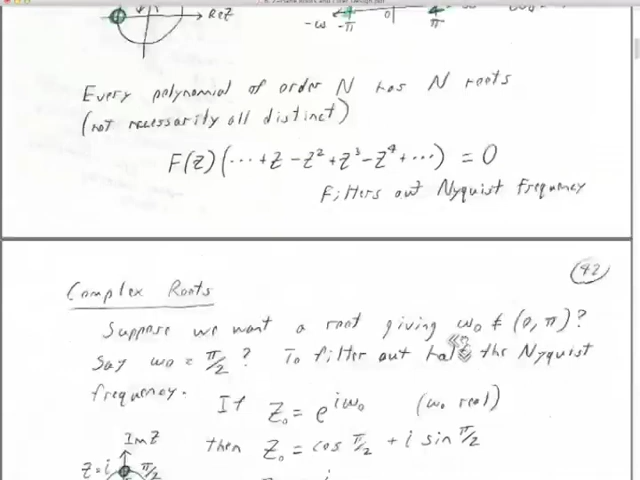 Re Z
-ω -π 0 π
Every polynomial of order N has N roots
(not necessarily all distinct)
F(Z)(··· + Z - Z² + Z³ - Z⁴ + ···) = 0
Filters out Nyquist Frequency
42
Complex Roots
Suppose we want a root giving ω₀ ≠ (0, π)?
Say ω₀ = π/2? To filter out half the Nyquist
frequency.
If Z₀ = e^{iω₀} (ω₀ real)
Im Z
then Z₀ = cos π/2 + i sin π/2
Z=i π/2